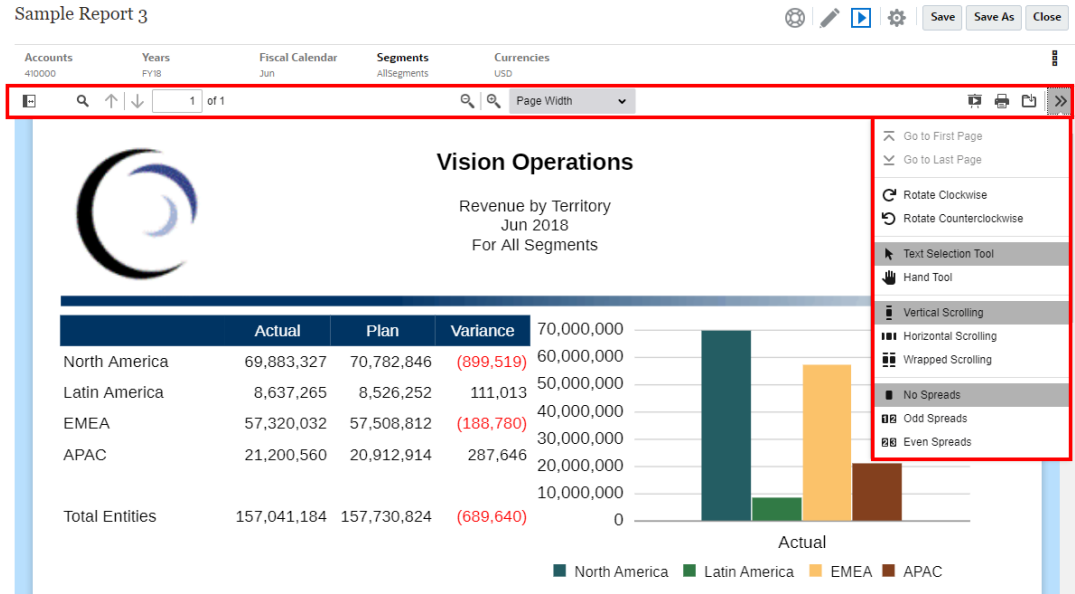 Sample Report 3
Save Save As Close
Accounts Years Fiscal Calendar Segments Currencies
410000 FY18 Jun AllSegments USD
1 of 1 Page Width
Go to First Page
Go to Last Page
Rotate Clockwise
Rotate Counterclockwise
Text Selection Tool
Hand Tool
Vertical Scrolling
Horizontal Scrolling
Wrapped Scrolling
No Spreads
Odd Spreads
Even Spreads
Vision Operations
Revenue by Territory
Jun 2018
For All Segments
Actual Plan Variance
North America 69,883,327 70,782,846 (899,519)
Latin America 8,637,265 8,526,252 111,013
EMEA 57,320,032 57,508,812 (188,780)
APAC 21,200,560 20,912,914 287,646
Total Entities 157,041,184 157,730,824 (689,640)
70,000,000
60,000,000
50,000,000
40,000,000
30,000,000
20,000,000
10,000,000
0
Actual
North America Latin America EMEA APAC